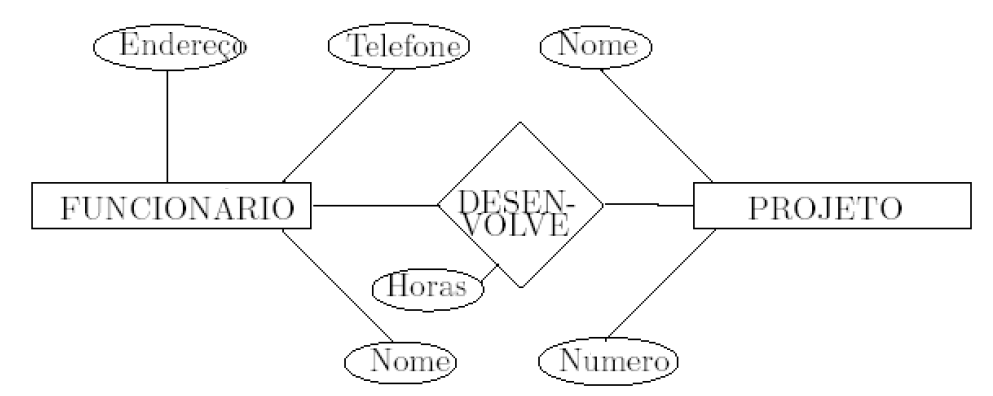 Endereço
Telefone
Nome
FUNCIONARIO
DESEN-
VOLVE
PROJETO
Horas
Nome
Numero